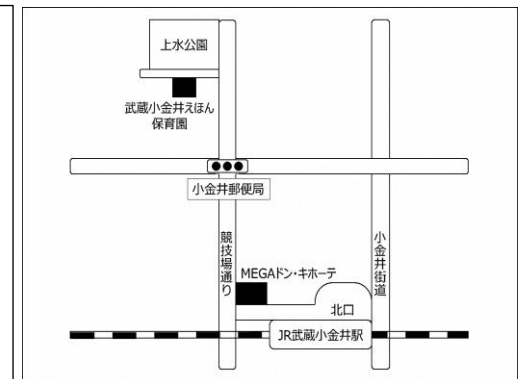 上水公園
武蔵小金井えほん
保育園
小金井郵便局
競技場通り
小金井街道
MEGAドン・キホーテ
北口
JR武蔵小金井駅